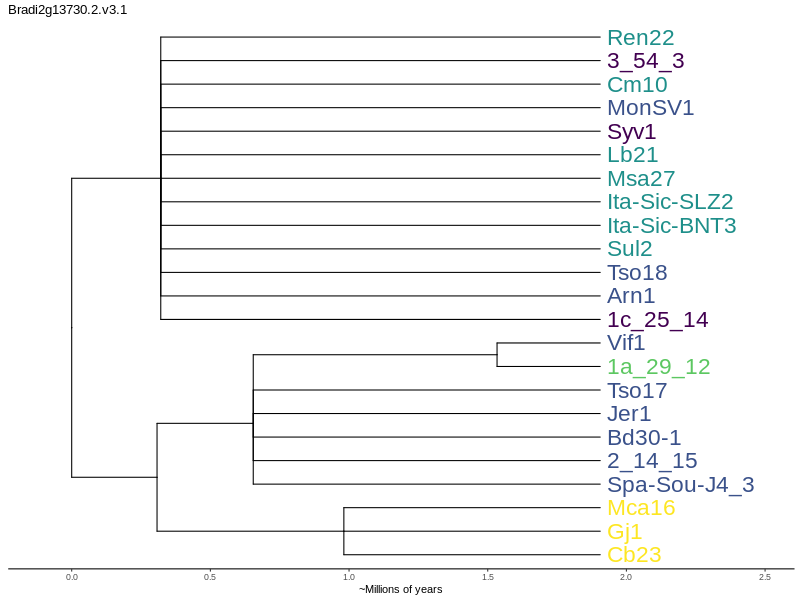 Bradi2g13730.2.v3.1
Ren22
3_54_3
Cm10
MonSV1
Syv1
Lb21
Msa27
Ita-Sic-SLZ2
Ita-Sic-BNT3
Sul2
Tso18
Arn1
1c_25_14
Vif1
1a_29_12
Tso17
Jer1
Bd30-1
2_14_15
Spa-Sou-J4_3
Mca16
Gj1
Cb23
0.0 0.5 1.0 1.5 2.0 2.5
~Millions of years